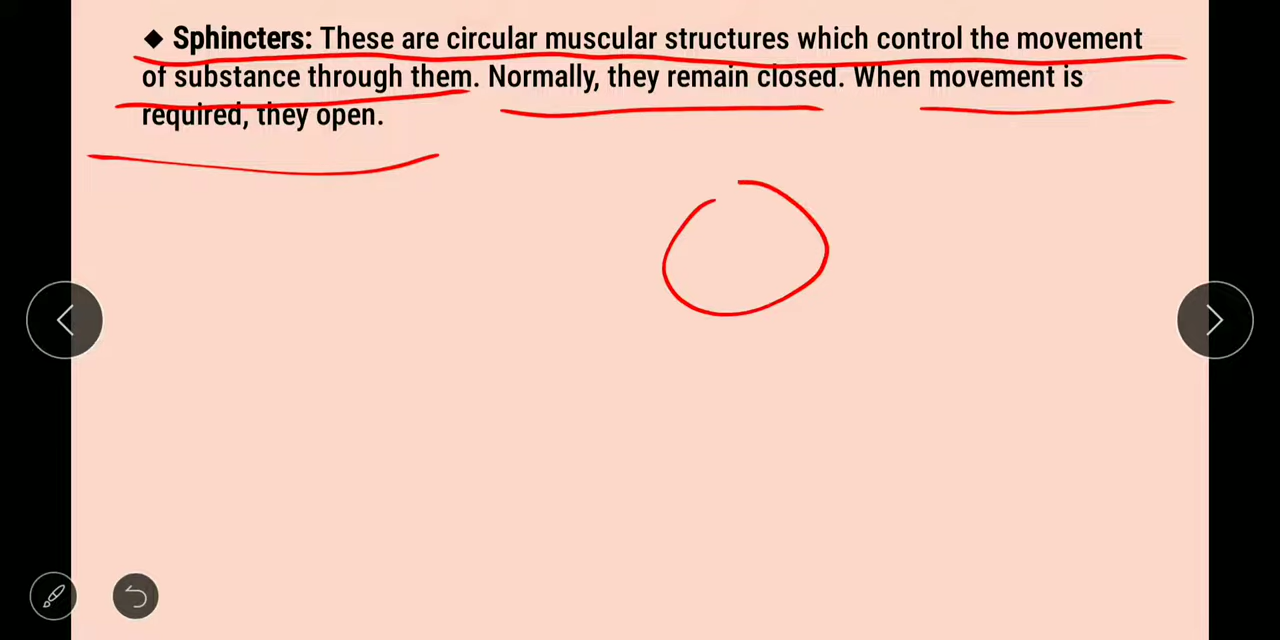 ◆ Sphincters: These are circular muscular structures which control the movement
of substance through them. Normally, they remain closed. When movement is
required, they open.